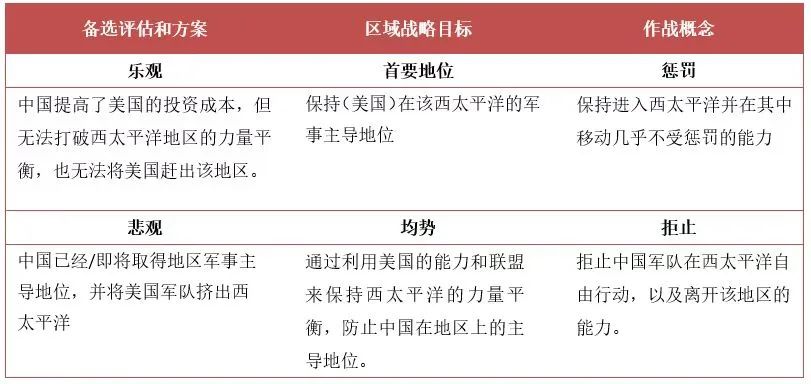 备选评估和方案 区域战略目标 作战概念
乐观 首要地位 惩罚
中国提高了美国的投资成本，但
无法打破西太平洋地区的力量平
衡，也无法将美国赶出该地区。
保持（美国）在该西太平洋的军
事主导地位
保持进入西太平洋并在其中
移动几乎不受惩罚的能力
悲观 均势 拒止
中国已经/即将取得地区军事主
导地位，并将美国军队挤出西
太平洋
通过利用美国的能力和联盟
来保持西太平洋的力量平
衡，防止中国在地区上的主
导地位。
拒止中国军队在西太平洋自
由行动，以及离开该地区的
能力。